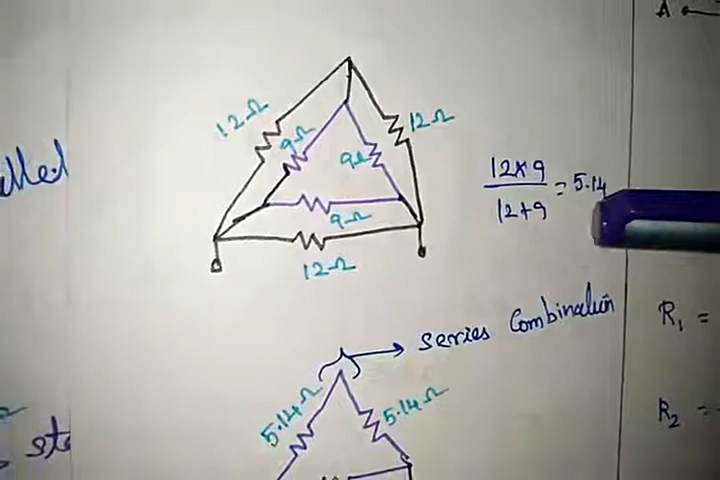 A
12Ω
12Ω
9Ω
9Ω
9Ω
12Ω
12×9
12+9
= 5.14
series Combination
5.14Ω
5.14Ω
R₁ =
R₂ =